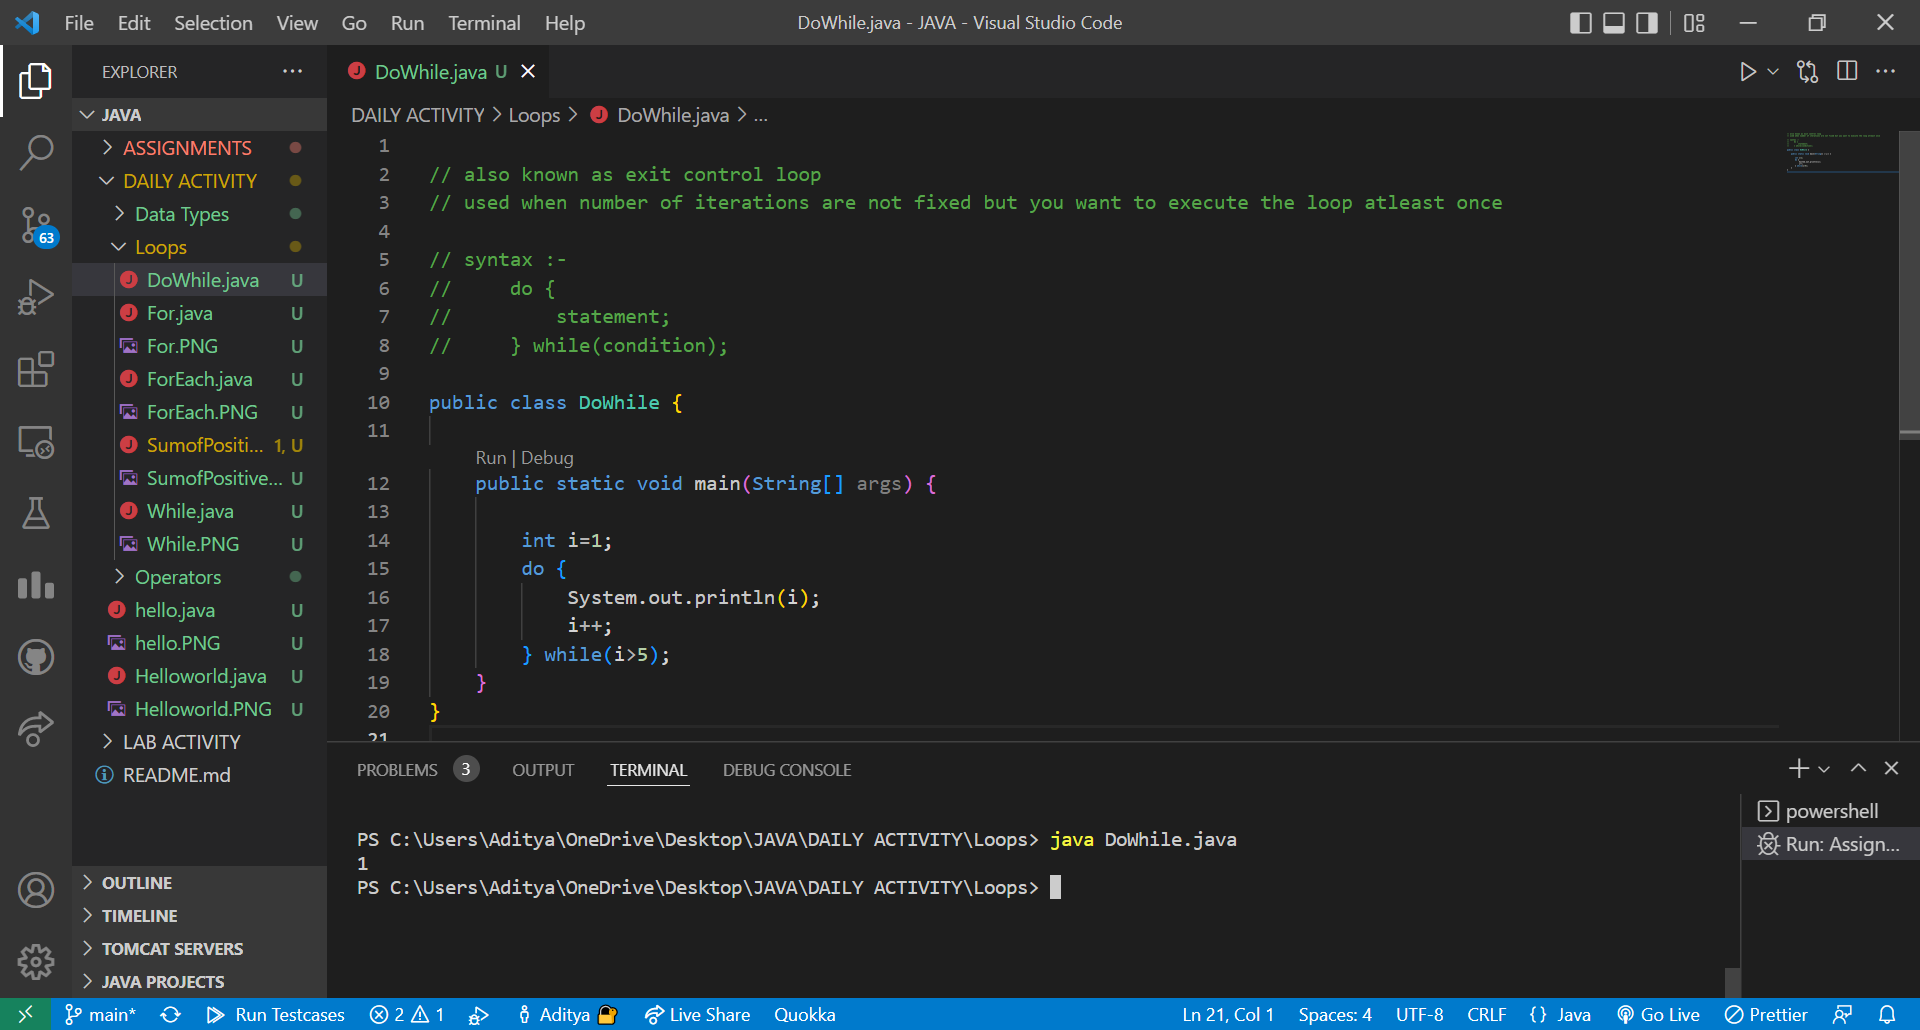 File Edit Selection View Go Run Terminal Help
DoWhile.java - JAVA - Visual Studio Code
EXPLORER
JAVA
ASSIGNMENTS
DAILY ACTIVITY
Data Types
Loops
DoWhile.java U
For.java U
For.PNG U
ForEach.java U
ForEach.PNG U
SumofPositi... 1, U
SumofPositive... U
While.java U
While.PNG U
Operators
hello.java U
hello.PNG U
Helloworld.java U
Helloworld.PNG U
LAB ACTIVITY
README.md
OUTLINE
TIMELINE
TOMCAT SERVERS
JAVA PROJECTS
63
DoWhile.java U
DAILY ACTIVITY > Loops > DoWhile.java > ...
1
2 // also known as exit control loop
3 // used when number of iterations are not fixed but you want to execute the loop atleast once
4
5 // syntax :-
6 // do {
7 // statement;
8 // } while(condition);
9
10 public class DoWhile {
11
Run | Debug
12 public static void main(String[] args) {
13
14 int i=1;
15 do {
16 System.out.println(i);
17 i++;
18 } while(i>5);
19 }
20 }
21
PROBLEMS 3 OUTPUT TERMINAL DEBUG CONSOLE
PS C:\Users\Aditya\OneDrive\Desktop\JAVA\DAILY ACTIVITY\Loops> java DoWhile.java
1
PS C:\Users\Aditya\OneDrive\Desktop\JAVA\DAILY ACTIVITY\Loops>
powershell
Run: Assign...
main* Run Testcases 2 1 Aditya Live Share Quokka Ln 21, Col 1 Spaces: 4 UTF-8 CRLF {} Java Go Live Prettier